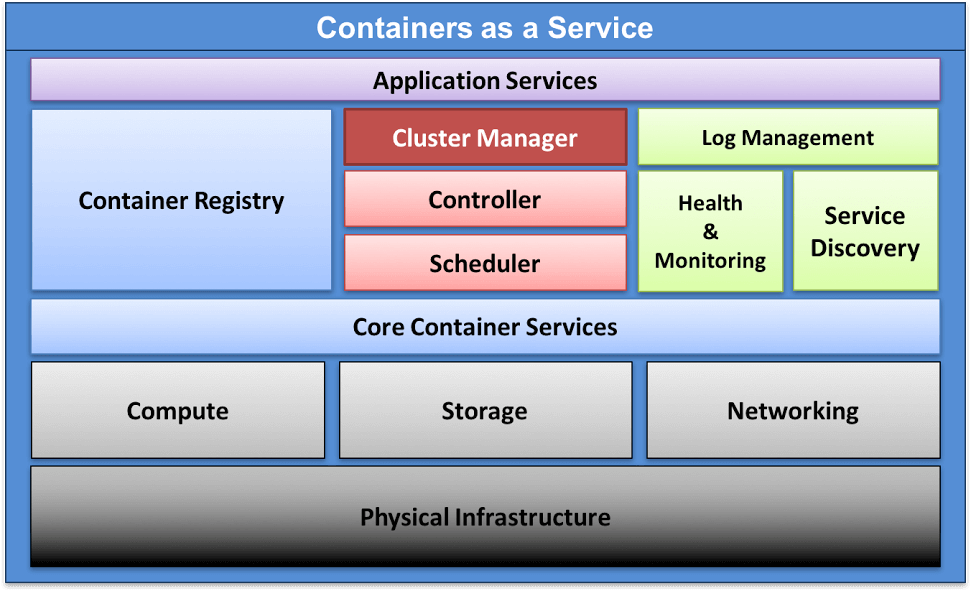 Containers as a Service
Application Services
Container Registry
Cluster Manager
Controller
Scheduler
Log Management
Health
&
Monitoring
Service
Discovery
Core Container Services
Compute
Storage
Networking
Physical Infrastructure